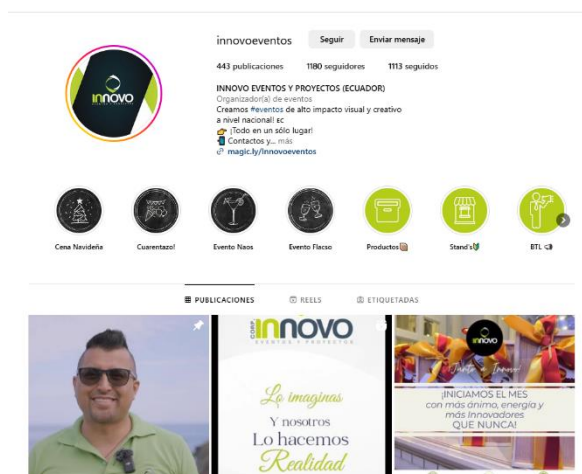 innovoeventos Seguir Enviar mensaje
443 publicaciones 1180 seguidores 1113 seguidos
INNOVO EVENTOS Y PROYECTOS (ECUADOR)
Organizador(a) de eventos
Creamos #eventos de alto impacto visual y creativo
a nivel nacional! EC
¡Todo en un sólo lugar!
Contactos y... más
magic.ly/Innovoeventos
INNOVO
Cena Navideña Cuarentazo! Evento Naos Evento Flacso Productos Stand's BTL
PUBLICACIONES REELS ETIQUETADAS
CORP INNOVO
EVENTOS Y PROYECTOS
Lo imaginas
Y nosotros
Lo hacemos
Realidad
INNOVO
Junto a Innovo!
¡INICIAMOS EL MES
con más ánimo, energía y
más Innovadores
QUE NUNCA!